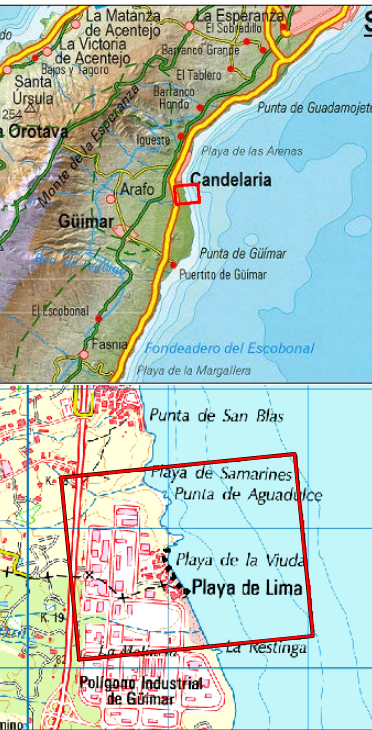 La Matanza
de Acentejo
La Esperanza
S
El Sobradillo
La Victoria
de Acentejo
Barranco Grande
Bajos y Tagoro
El Tablero
Santa
Úrsula
1254
Barranco
Hondo
Punta de Guadamojete
a Orotava
Monte de la Esperanza
Igueste
Playa de las Arenas
Arafo
Candelaria
Güímar
Punta de Güímar
Puertito de Güímar
El Escobonal
Fasnia
Fondeadero del Escobonal
Playa de la Margallera
Punta de San Blas
Playa de Samarines
Punta de Aguadulce
Playa de la Viuda
Playa de Lima
K. 19
La Restinga
82
Polígono Industrial
de Güímar
mino